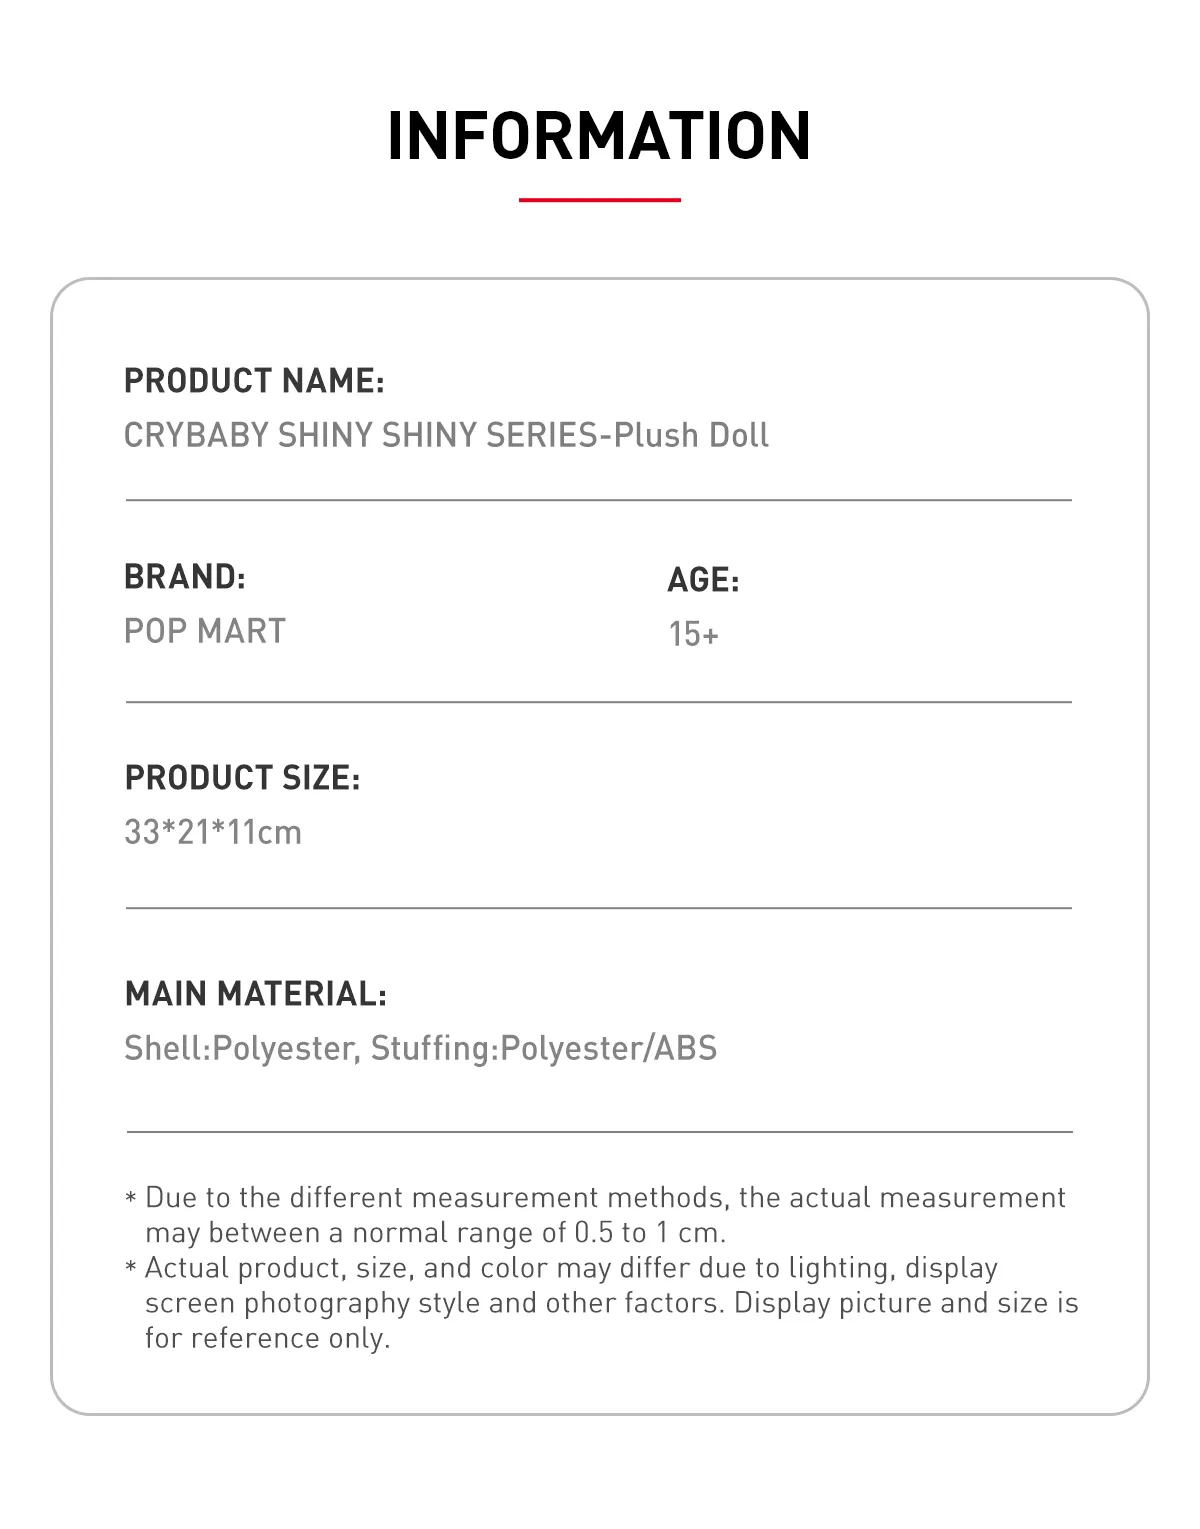 INFORMATION
PRODUCT NAME:
CRYBABY SHINY SHINY SERIES-Plush Doll
BRAND:
POP MART
AGE:
15+
PRODUCT SIZE:
33*21*11cm
MAIN MATERIAL:
Shell:Polyester, Stuffing:Polyester/ABS
* Due to the different measurement methods, the actual measurement
may between a normal range of 0.5 to 1 cm.
* Actual product, size, and color may differ due to lighting, display
screen photography style and other factors. Display picture and size is
for reference only.